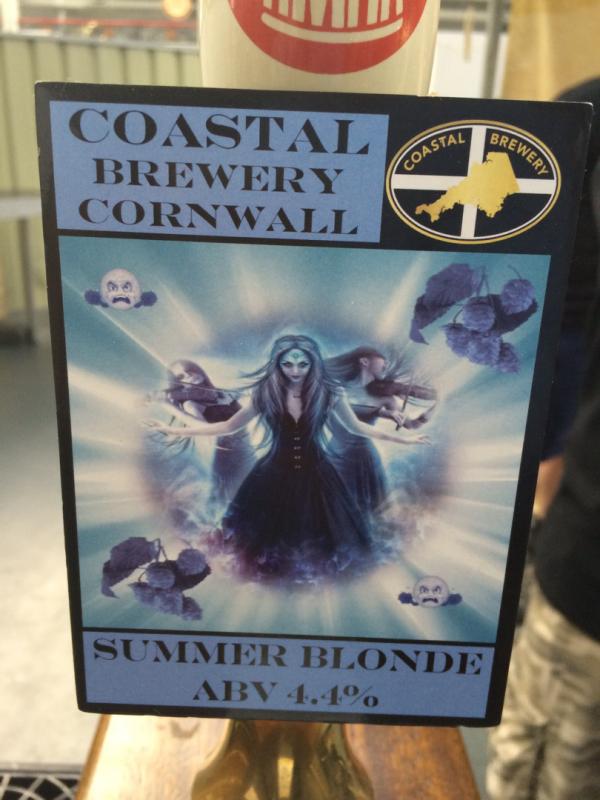 COASTAL
BREWERY
CORNWALL
COASTAL BREWERY
SUMMER BLONDE
ABV 4.4%